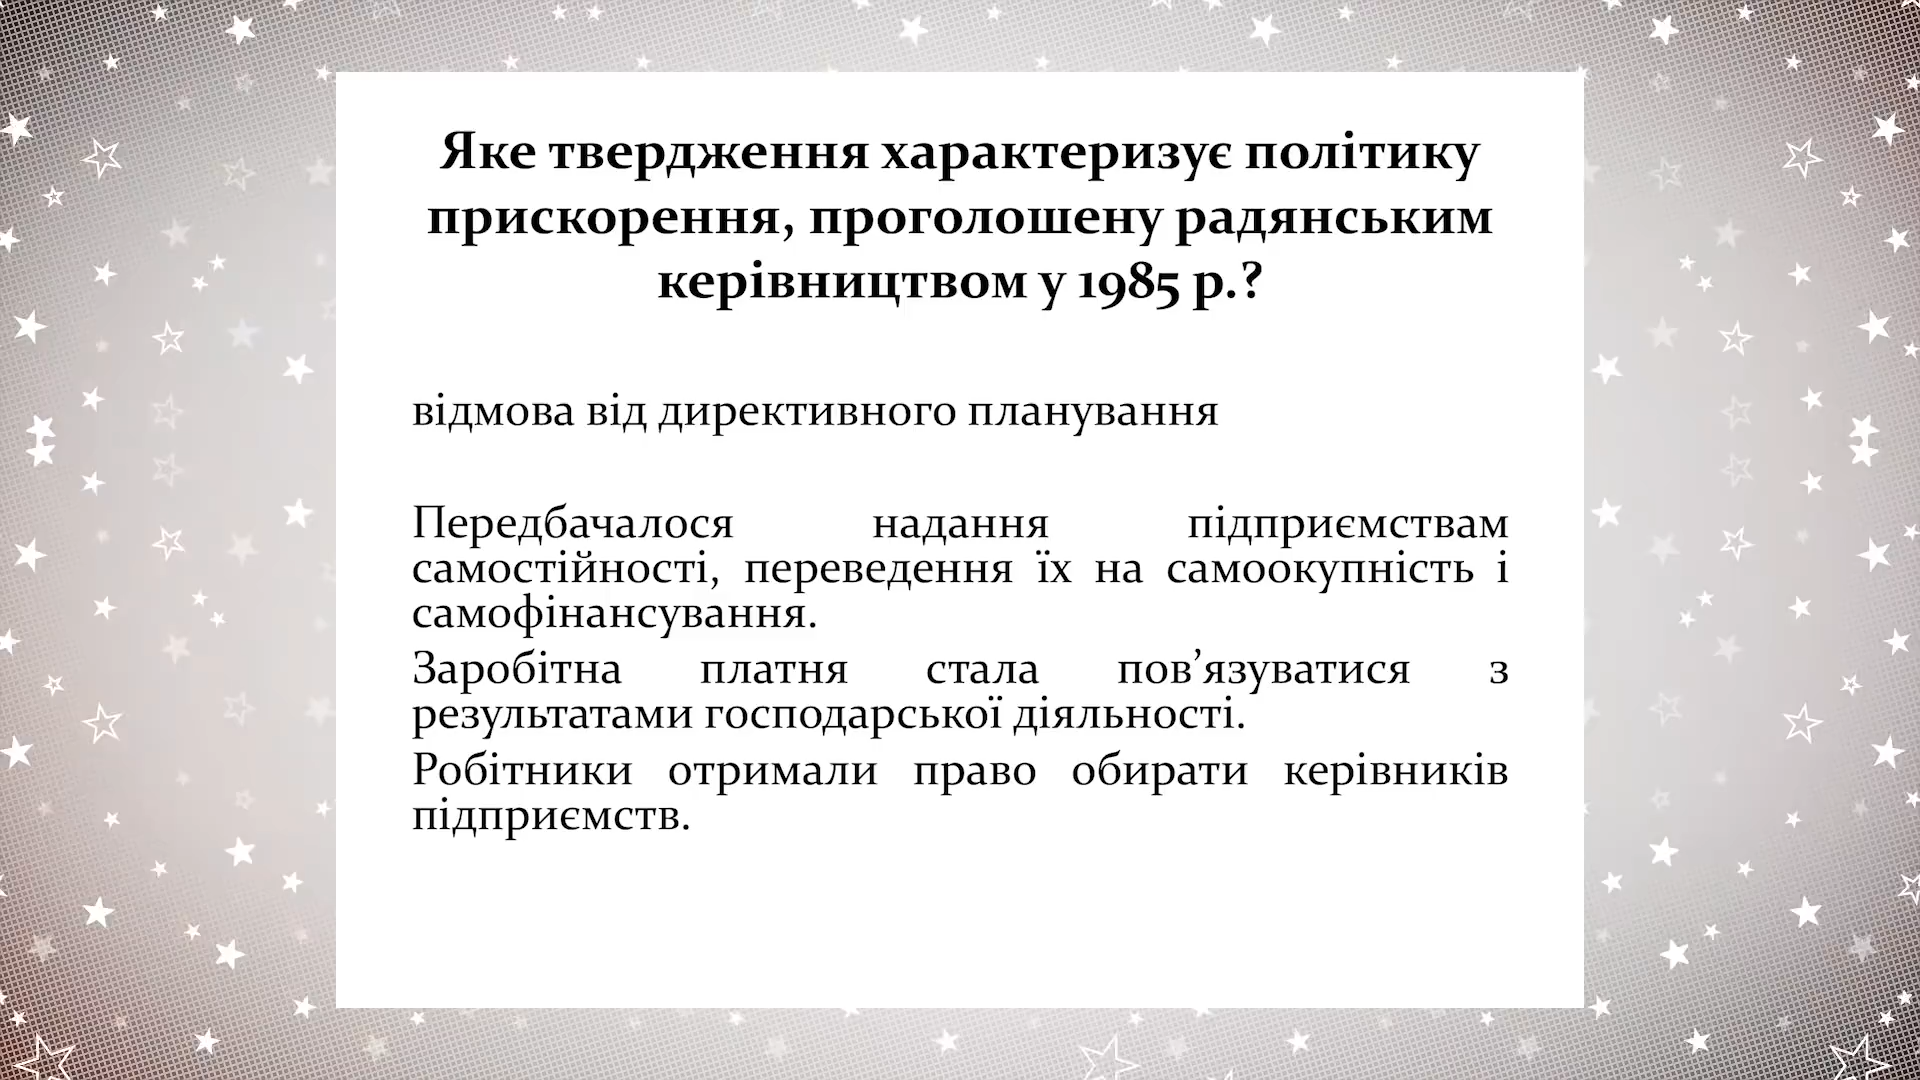 Яке твердження характеризує політику
прискорення, проголошену радянським
керівництвом у 1985 р.?
відмова від директивного планування
Передбачалося надання підприємствам
самостійності, переведення їх на самоокупність і
самофінансування.
Заробітна платня стала пов’язуватися з
результатами господарської діяльності.
Робітники отримали право обирати керівників
підприємств.